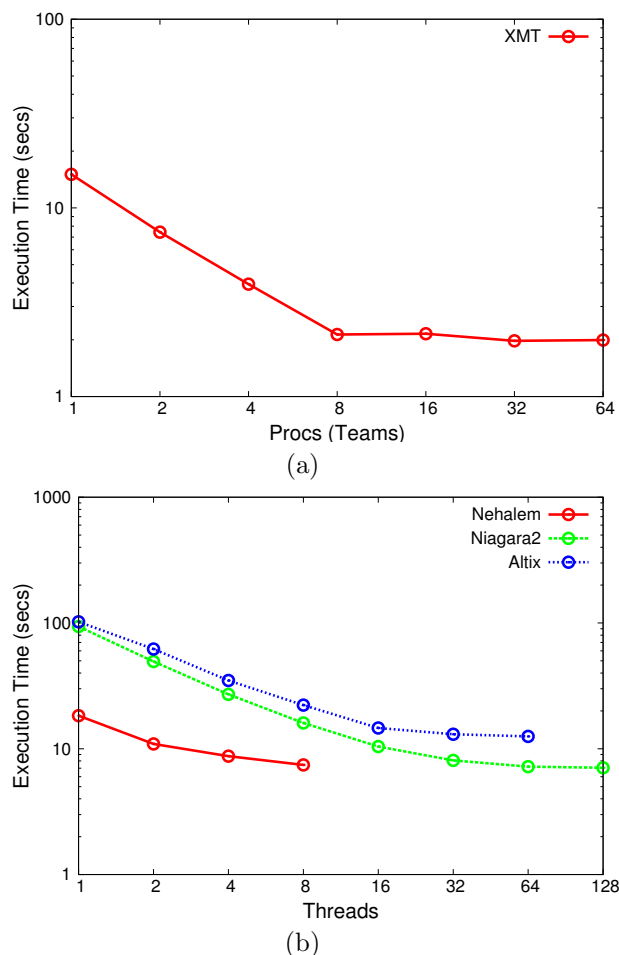 100
XMT
10
1
Execution Time (secs)
1 2 4 8 16 32 64
Procs (Teams)
(a)
1000
Nehalem
Niagara2
Altix
100
10
1
Execution Time (secs)
1 2 4 8 16 32 64 128
Threads
(b)